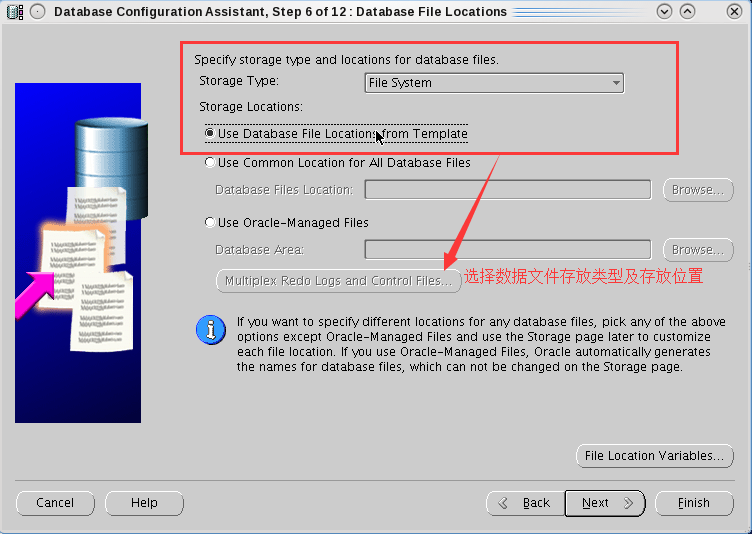 Database Configuration Assistant, Step 6 of 12 : Database File Locations
Specify storage type and locations for database files.
Storage Type:
File System
Storage Locations:
Use Database File Locations from Template
Use Common Location for All Database Files
Database Files Location:
Browse...
Use Oracle-Managed Files
Database Area:
Browse...
Multiplex Redo Logs and Control Files...
选择数据文件存放类型及存放位置
If you want to specify different locations for any database files, pick any of the above
options except Oracle-Managed Files and use the Storage page later to customize
each file location. If you use Oracle-Managed Files, Oracle automatically generates
the names for database files, which can not be changed on the Storage page.
File Location Variables...
Cancel
Help
Back
Next
Finish